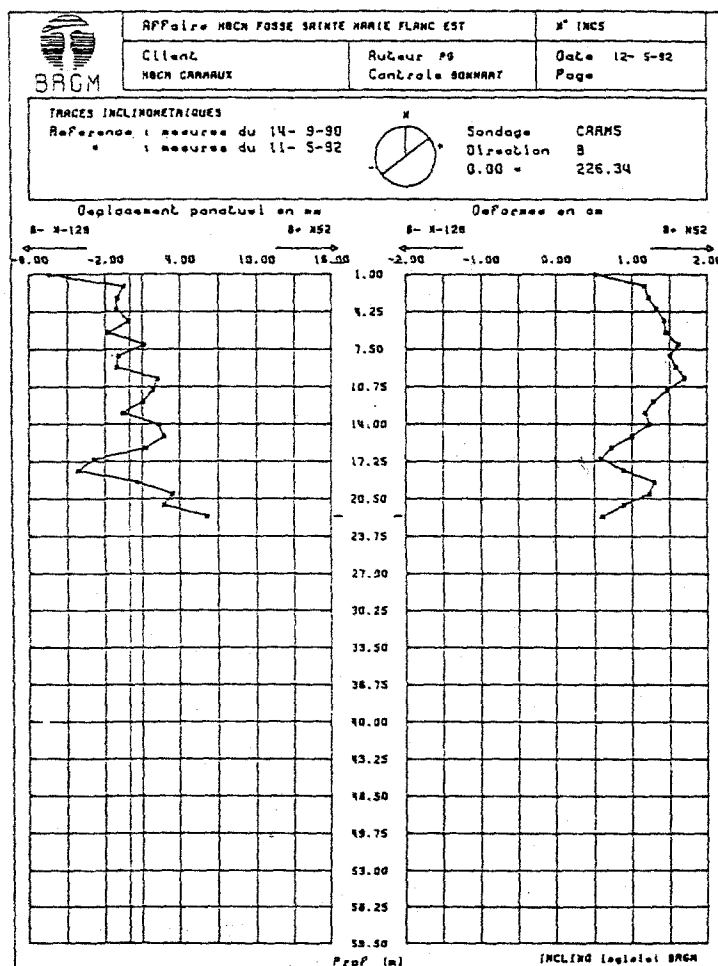 Affaire HBCM FOSSE SAINTE MARIE FLANC EST
N° INCS
Client
HBCM CARMAUX
Auteur PG
Controle BONHART
Date 12- 5-92
Page
BRGM
TRACES INCLINOMETRIQUES
Reference : mesures du 14- 9-90
" : mesures du 11- 5-92
N
+
-
Sondage CARMS
Direction B
0.00 = 226.34
Deplacement ponctuel en mm
Deformee en cm
B- N-128
B+ N52
B- N-128
B+ N52
-8.00 -2.00 4.00 10.00 16.00
-2.00 -1.00 0.00 1.00 2.00
1.00
4.25
7.50
10.75
14.00
17.25
20.50
23.75
27.00
30.25
33.50
36.75
40.00
43.25
46.50
49.75
53.00
56.25
59.50
Prof (m)
INCLINO logiciel BRGM